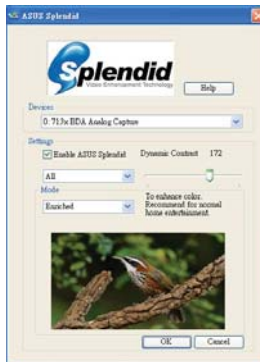 ASUS Splendid
Splendid
Video Enhancement Technology
Help
Devices
0. 713x BDA Analog Capture
Settings
Enable ASUS Splendid
Dynamic Contrast 172
All
Mode
Enriched
To enhance color.
Recommend for normal
home entertainment.
OK
Cancel